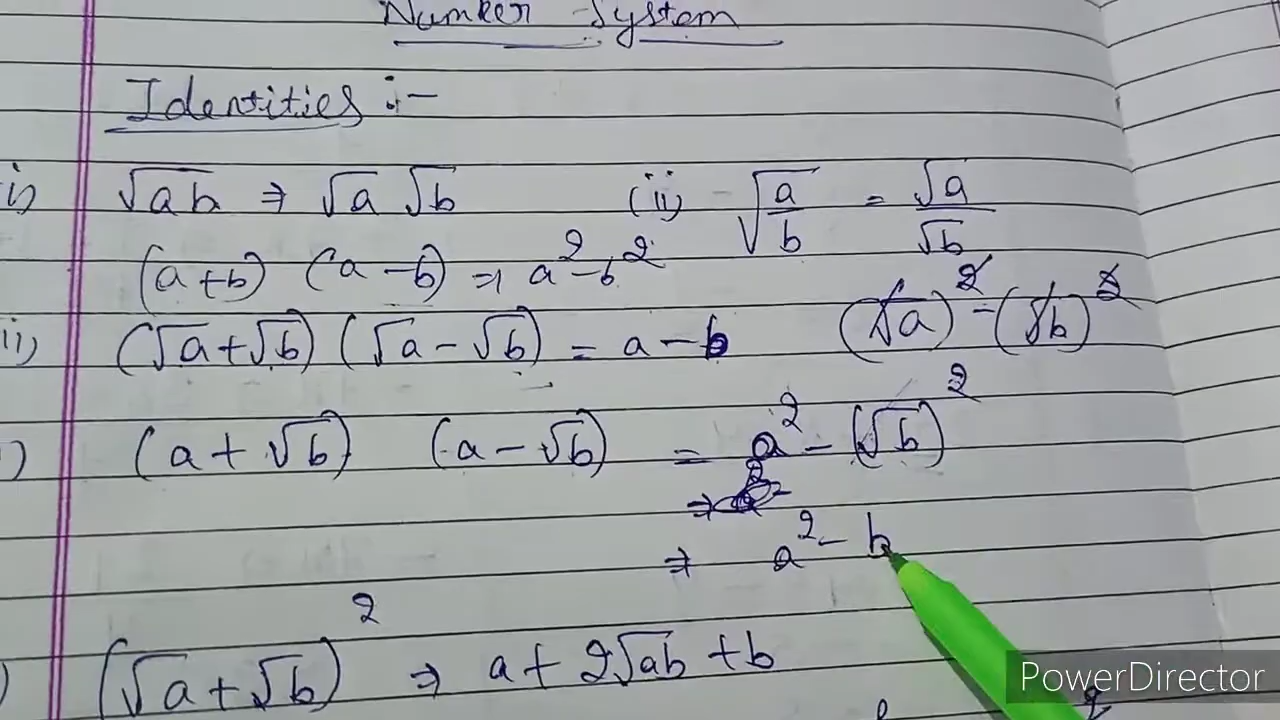 Number System
Identities :-
i) √ab ⇒ √a √b (ii) √(a/b) = √a/√b
(a+b) (a-b) ⇒ a²-b²
ii) (√a+√b) (√a-√b) = a-b (√a)²-(√b)²
) (a+√b) (a-√b) = a²-(√b)²
⇒
⇒ a²-b
) (√a+√b)² ⇒ a+2√ab+b
PowerDirector